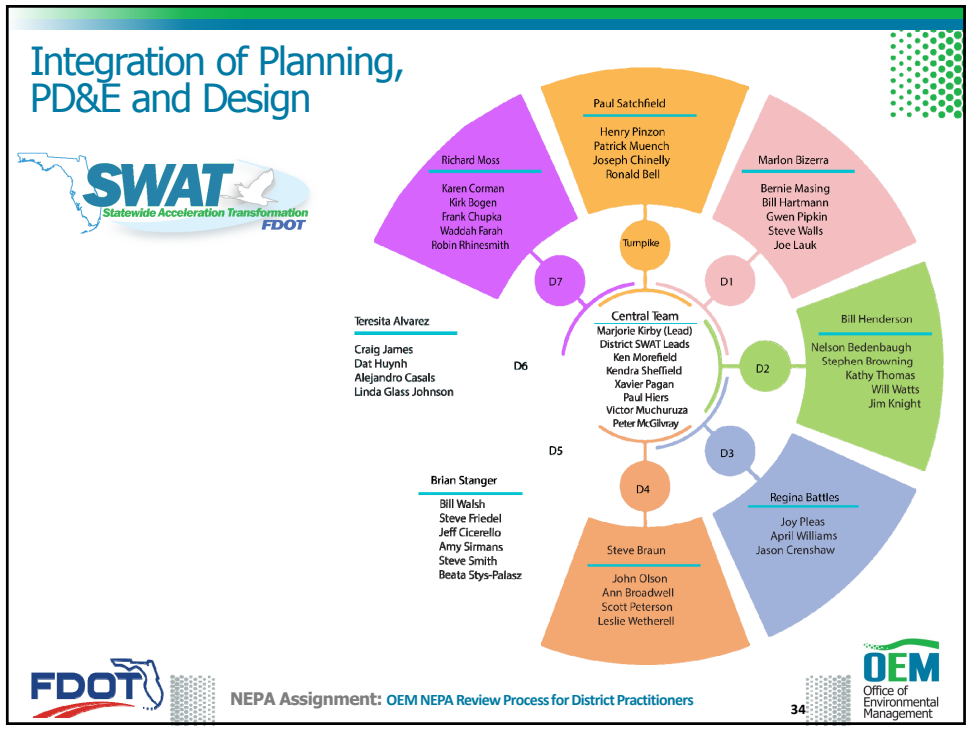 Integration of Planning,
PD&E and Design
SWAT
Statewide Acceleration Transformation
FDOT
Paul Satchfield
Henry Pinzon
Patrick Muench
Joseph Chinelly
Ronald Bell
Turnpike
Marlon Bizerra
Bernie Masing
Bill Hartmann
Gwen Pipkin
Steve Walls
Joe Lauk
D1
Bill Henderson
Nelson Bedenbaugh
Stephen Browning
Kathy Thomas
Will Watts
Jim Knight
D2
Regina Battles
Joy Pleas
April Williams
Jason Crenshaw
D3
Steve Braun
John Olson
Ann Broadwell
Scott Peterson
Leslie Wetherell
D4
Brian Stanger
Bill Walsh
Steve Friedel
Jeff Cicerello
Amy Sirmans
Steve Smith
Beata Stys-Palasz
D5
Teresita Alvarez
Craig James
Dat Huynh
Alejandro Casals
Linda Glass Johnson
D6
Richard Moss
Karen Corman
Kirk Bogen
Frank Chupka
Waddah Farah
Robin Rhinesmith
D7
Central Team
Marjorie Kirby (Lead)
District SWAT Leads
Ken Morefield
Kendra Sheffield
Xavier Pagan
Paul Hiers
Victor Muchuruza
Peter McGilvray
FDOT
NEPA Assignment: OEM NEPA Review Process for District Practitioners
34
OEM
Office of
Environmental
Management